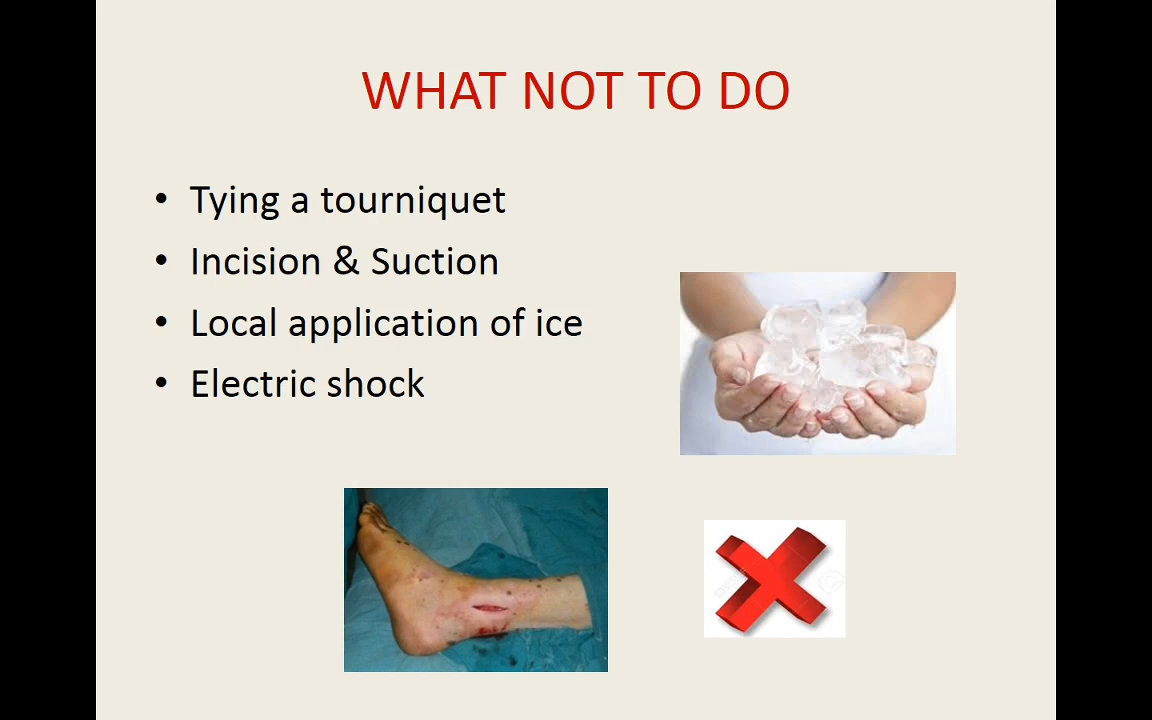 WHAT NOT TO DO
• Tying a tourniquet
• Incision & Suction
• Local application of ice
• Electric shock